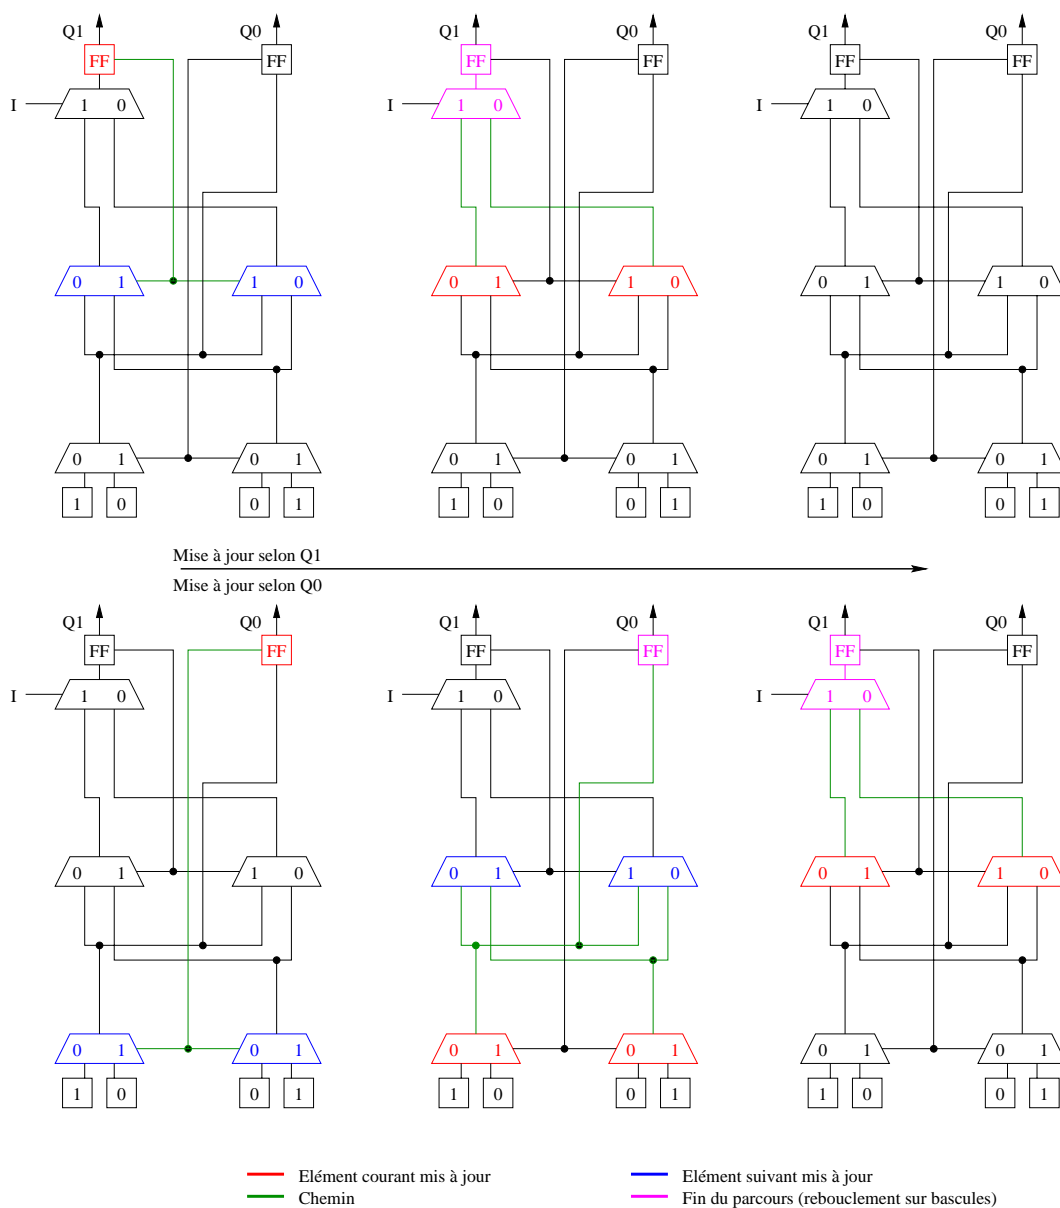 Q1 Q0 Q1 Q0 Q1 Q0
FF FF FF FF FF FF
I 1 0 I 1 0 I 1 0
0 1 1 0 0 1 1 0 0 1 1 0
0 1 0 1 0 1 0 1 0 1 0 1
1 0 0 1 1 0 0 1 1 0 0 1
Mise à jour selon Q1
Mise à jour selon Q0
Q1 Q0 Q1 Q0 Q1 Q0
FF FF FF FF FF FF
I 1 0 I 1 0 I 1 0
0 1 1 0 0 1 1 0 0 1 1 0
0 1 0 1 0 1 0 1 0 1 0 1
1 0 0 1 1 0 0 1 1 0 0 1
Elément courant mis à jour Elément suivant mis à jour
Chemin Fin du parcours (rebouclement sur bascules)